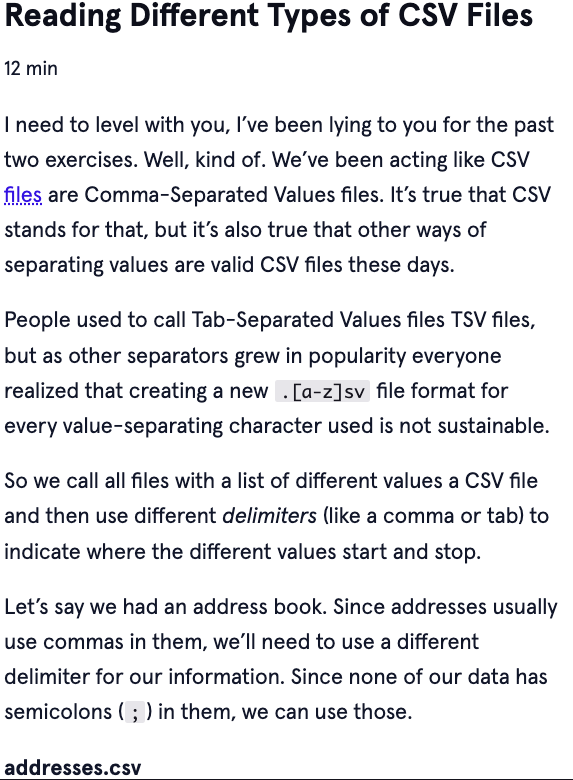 Reading Different Types of CSV Files
12 min
I need to level with you, I’ve been lying to you for the past
two exercises. Well, kind of. We’ve been acting like CSV
files are Comma-Separated Values files. It’s true that CSV
stands for that, but it’s also true that other ways of
separating values are valid CSV files these days.
People used to call Tab-Separated Values files TSV files,
but as other separators grew in popularity everyone
realized that creating a new .[a-z]sv file format for
every value-separating character used is not sustainable.
So we call all files with a list of different values a CSV file
and then use different delimiters (like a comma or tab) to
indicate where the different values start and stop.
Let’s say we had an address book. Since addresses usually
use commas in them, we’ll need to use a different
delimiter for our information. Since none of our data has
semicolons (;) in them, we can use those.
addresses.csv